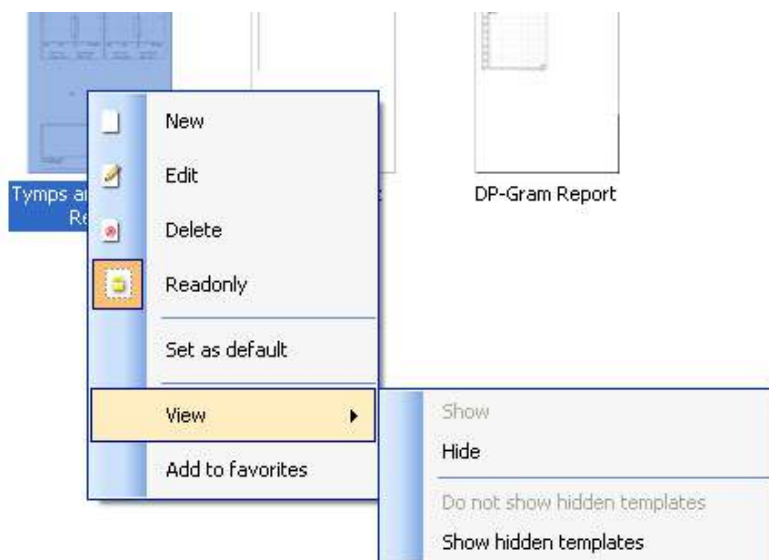 New
Edit
Tymps a
DP-Gram Report
Re
Delete
Readonly
Set as default
View
Show
Hide
Add to favorites
Do not show hidden templates
Show hidden templates